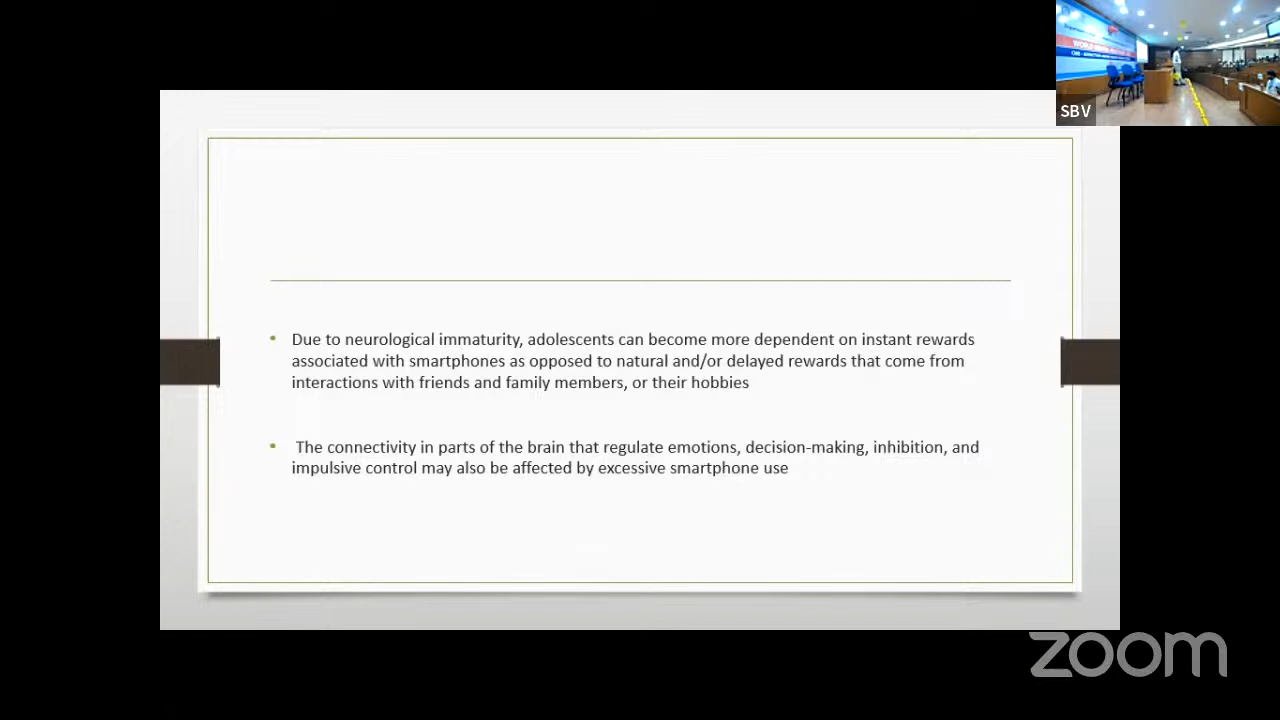 SBV
• Due to neurological immaturity, adolescents can become more dependent on instant rewards
associated with smartphones as opposed to natural and/or delayed rewards that come from
interactions with friends and family members, or their hobbies
• The connectivity in parts of the brain that regulate emotions, decision-making, inhibition, and
impulsive control may also be affected by excessive smartphone use
zoom